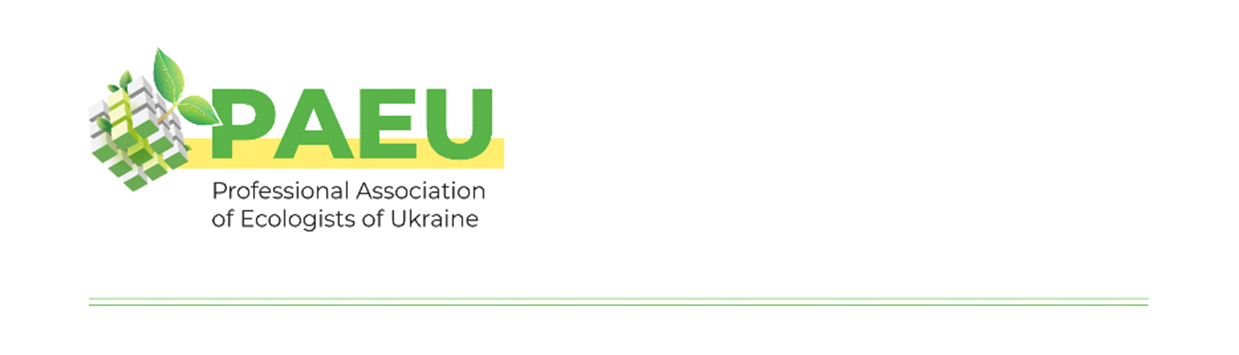 PAEU
Professional Association
of Ecologists of Ukraine